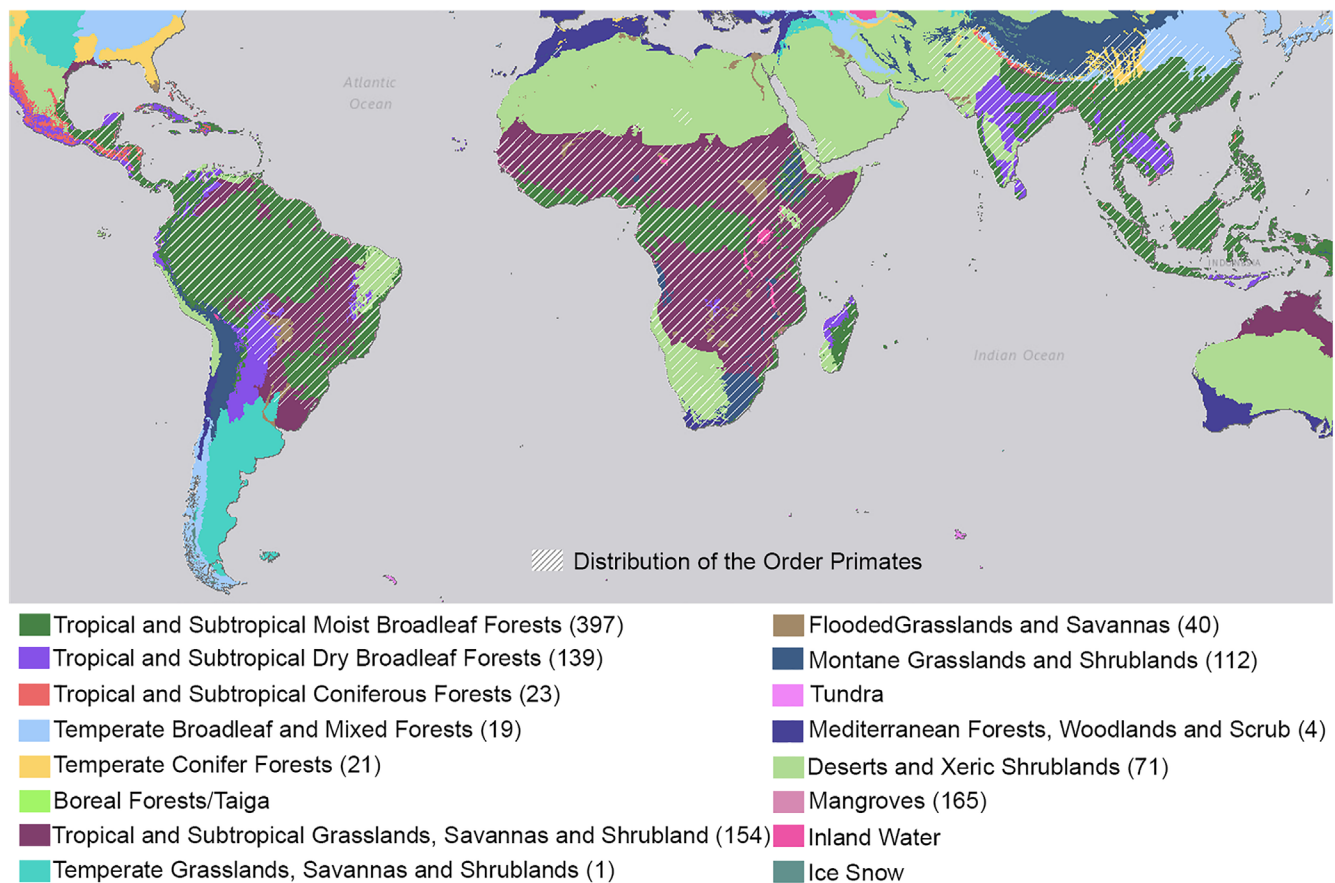 Atlantic
Ocean
INDONESIA
Indian Ocean
Distribution of the Order Primates
Tropical and Subtropical Moist Broadleaf Forests (397)
Tropical and Subtropical Dry Broadleaf Forests (139)
Tropical and Subtropical Coniferous Forests (23)
Temperate Broadleaf and Mixed Forests (19)
Temperate Conifer Forests (21)
Boreal Forests/Taiga
Tropical and Subtropical Grasslands, Savannas and Shrubland (154)
Temperate Grasslands, Savannas and Shrublands (1)
FloodedGrasslands and Savannas (40)
Montane Grasslands and Shrublands (112)
Tundra
Mediterranean Forests, Woodlands and Scrub (4)
Deserts and Xeric Shrublands (71)
Mangroves (165)
Inland Water
Ice Snow